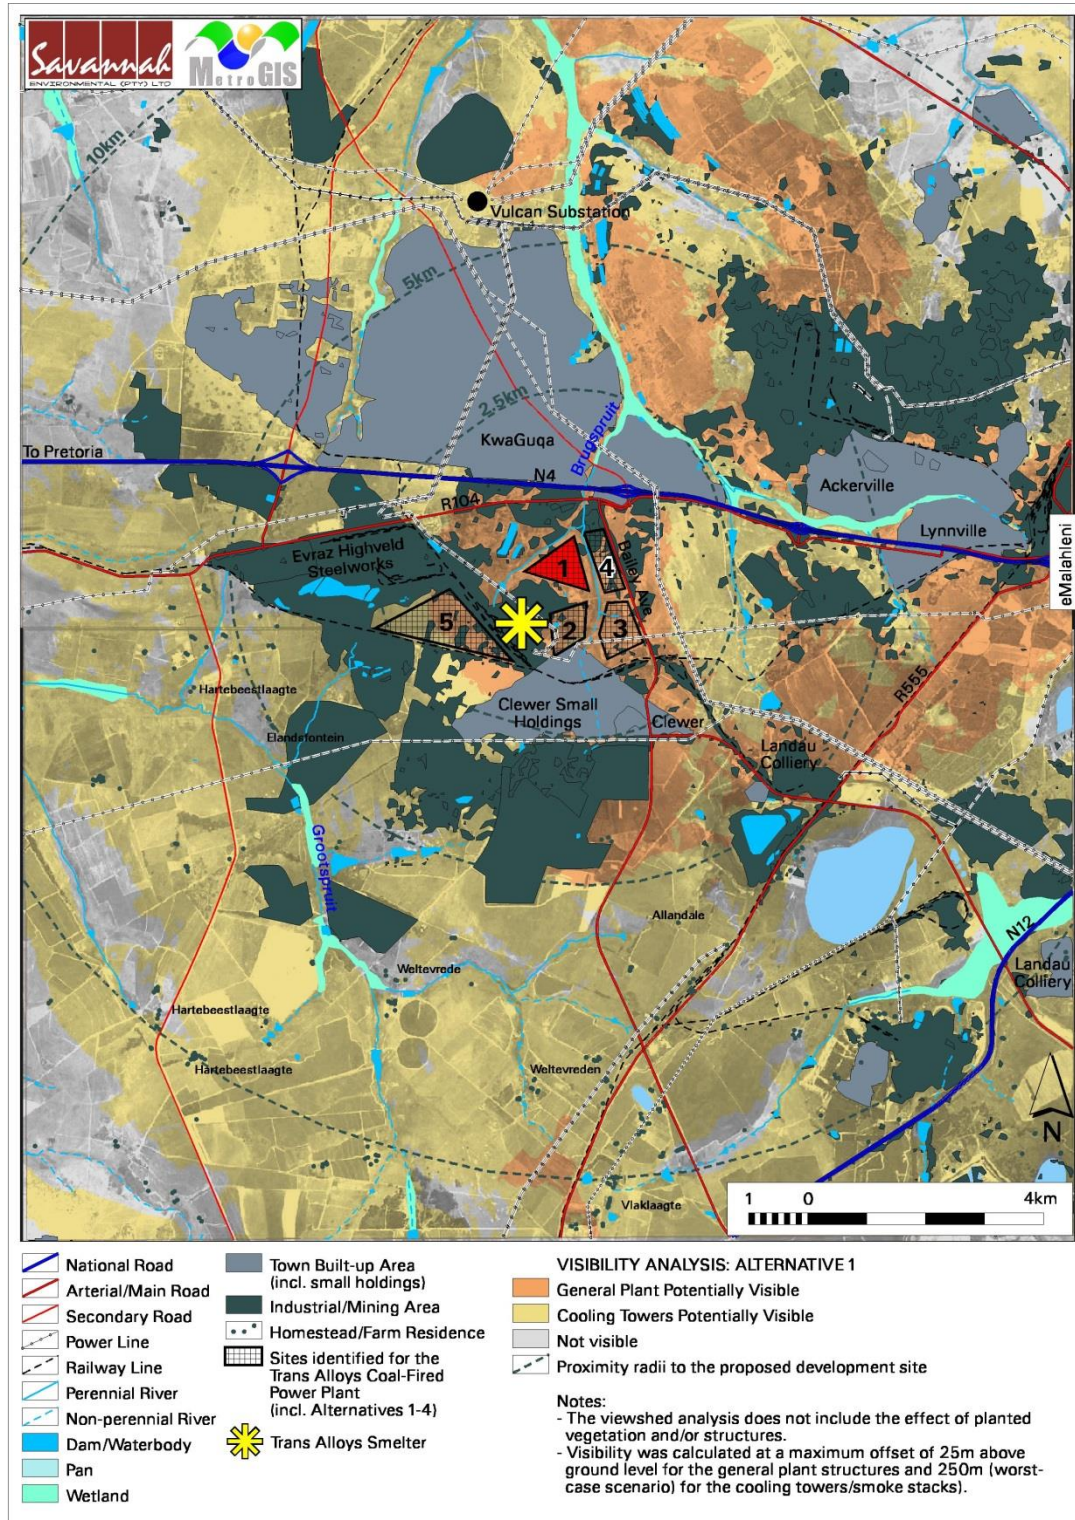 Savannah
ENVIRONMENTAL (PTY) LTD
MetroGIS
10km
Vulcan Substation
5km
2.5km
KwaGuqa
Brugspruit
To Pretoria
N4
Ackerville
R104
Lynnville
Evraz Highveld
Steelworks
Bailey Ave
eMalahleni
1
4
5
2
3
R555
Hartebeestlaagte
Clewer Small
Holdings
Clewer
Elandsfontein
Landau
Colliery
Grootspruit
Allandale
N12
Weltevrede
Landau
Colliery
Hartebeestlaagte
Hartebeestlaagte
Weltevreden
N
Vlaklaagte
1 0 4km
National Road
Arterial/Main Road
Secondary Road
Power Line
Railway Line
Perennial River
Non-perennial River
Dam/Waterbody
Pan
Wetland
Town Built-up Area
(incl. small holdings)
Industrial/Mining Area
Homestead/Farm Residence
Sites identified for the
Trans Alloys Coal-Fired
Power Plant
(incl. Alternatives 1-4)
Trans Alloys Smelter
VISIBILITY ANALYSIS: ALTERNATIVE 1
General Plant Potentially Visible
Cooling Towers Potentially Visible
Not visible
Proximity radii to the proposed development site
Notes:
- The viewshed analysis does not include the effect of planted
vegetation and/or structures.
- Visibility was calculated at a maximum offset of 25m above
ground level for the general plant structures and 250m (worst-
case scenario) for the cooling towers/smoke stacks).